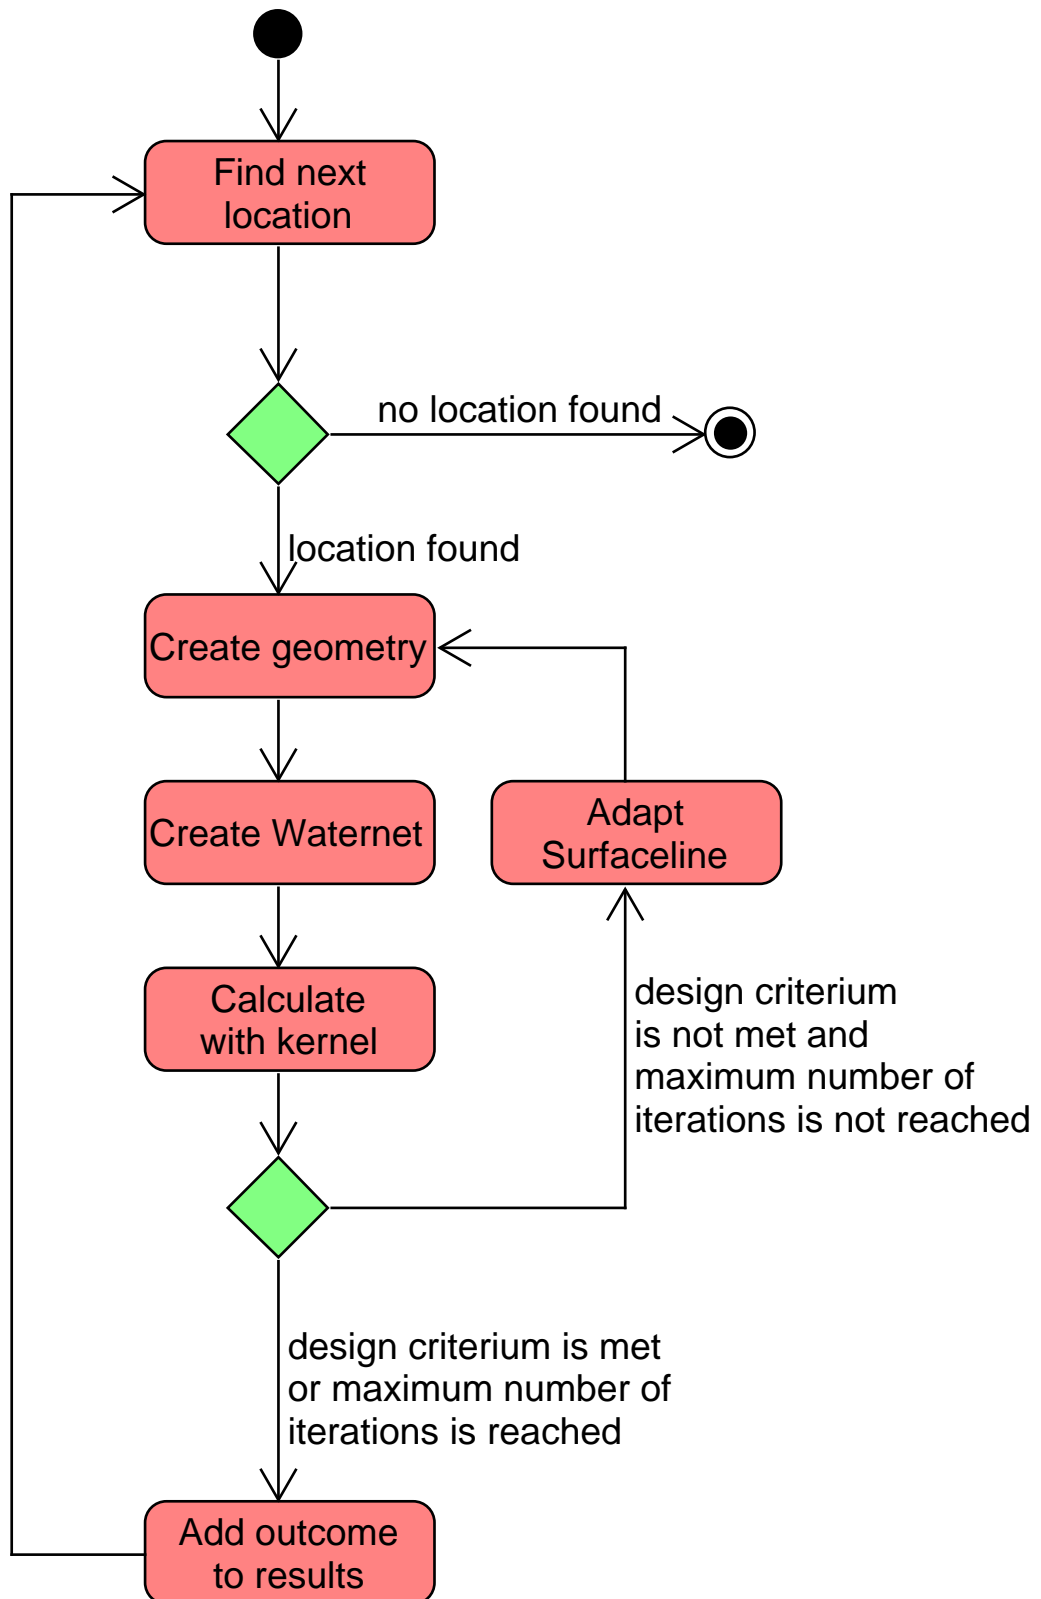 Find next
location
no location found
location found
Create geometry
Create Waternet
Adapt
Surfaceline
Calculate
with kernel
design criterium
is not met and
maximum number of
iterations is not reached
design criterium is met
or maximum number of
iterations is reached
Add outcome
to results